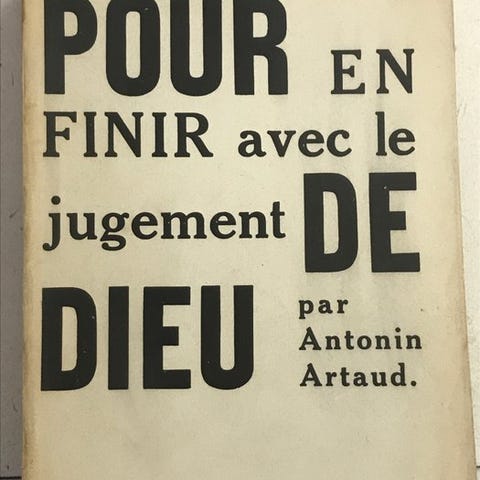 POUR EN
FINIR avec le
jugement DE
DIEU par
Antonin
Artaud.